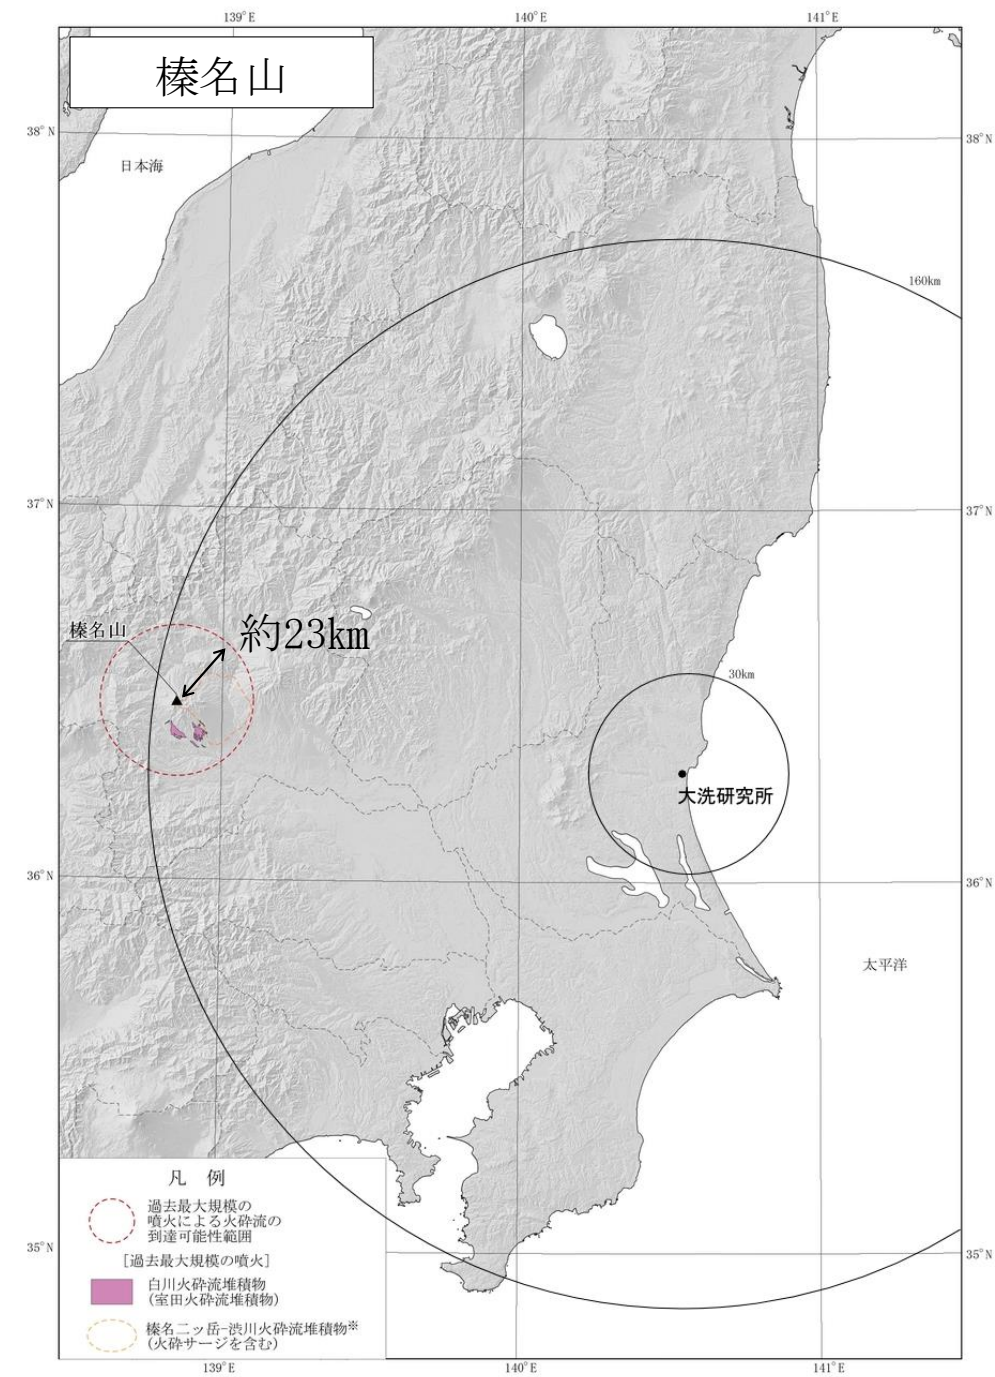 139°E
140°E
141°E
榛名山
38°N
38°N
日本海
160km
37°N
37°N
榛名山
約23km
30km
大洗研究所
36°N
36°N
太平洋
凡 例
過去最大規模の
噴火による火砕流の
到達可能性範囲
[過去最大規模の噴火]
白川火砕流堆積物
(室田火砕流堆積物)
榛名二ッ岳-渋川火砕流堆積物※
(火砕サージを含む)
35°N
35°N
139°E
140°E
141°E